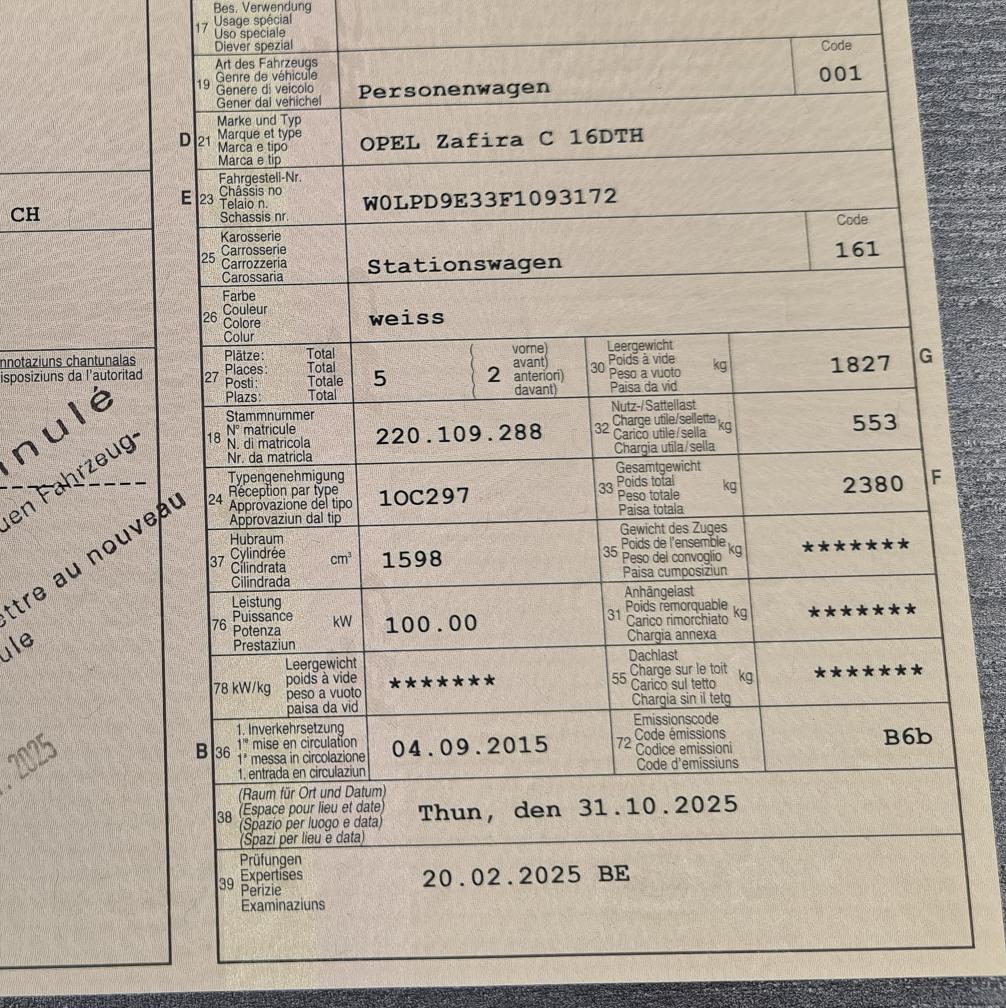 CH
nnotaziuns chantunalas
isposiziuns da l'autoritad
nnulé
uen Fahrzeug-
ettre au nouveau
ule
.2025
17 Bes. Verwendung
Usage spécial
Uso speciale
Diever spezial
19 Art des Fahrzeugs
Genre de véhicule
Genere di veicolo
Gener dal vehichel
Personenwagen
Code
001
D 21 Marke und Typ
Marque et type
Marca e tipo
Marca e tip
OPEL Zafira C 16DTH
E 23 Fahrgestell-Nr.
Châssis no
Telaio n.
Schassis nr.
W0LPD9E33F1093172
25 Karosserie
Carrosserie
Carrozzeria
Carossaria
Stationswagen
Code
161
26 Farbe
Couleur
Colore
Colur
weiss
27 Plätze: Total
Places: Total
Posti: Totale
Plazs: Total
5
2
vorne)
avant)
anteriori)
davant)
30 Leergewicht
Poids à vide
Peso a vuoto
Paisa da vid
kg
1827
G
18 Stammnummer
N° matricule
N. di matricola
Nr. da matricla
220.109.288
32 Nutz-/Sattellast
Charge utile/sellette
Carico utile/sella
Chargia utila/sella
kg
553
24 Typengenehmigung
Réception par type
Approvazione del tipo
Approvaziun dal tip
1OC297
33 Gesamtgewicht
Poids total
Peso totale
Paisa totala
kg
2380
F
37 Hubraum
Cylindrée
Cilindrata
Cilindrada
cm³
1598
35 Gewicht des Zuges
Poids de l'ensemble
Peso del convoglio
Paisa cumposiziun
kg
*******
76 Leistung
Puissance
Potenza
Prestaziun
kW
100.00
31 Anhängelast
Poids remorquable
Carico rimorchiato
Chargia annexa
kg
*******
78 kW/kg
Leergewicht
poids à vide
peso a vuoto
paisa da vid
*******
55 Dachlast
Charge sur le toit
Carico sul tetto
Chargia sin il tetg
kg
*******
B 36 1. Inverkehrsetzung
1re mise en circulation
1a messa in circolazione
1. entrada en circulaziun
04.09.2015
72 Emissionscode
Code émissions
Codice emissioni
Code d'emissiuns
B6b
38 (Raum für Ort und Datum)
(Espace pour lieu et date)
(Spazio per luogo e data)
(Spazi per lieu e data)
Thun, den 31.10.2025
39 Prüfungen
Expertises
Perizie
Examinaziuns
20.02.2025 BE